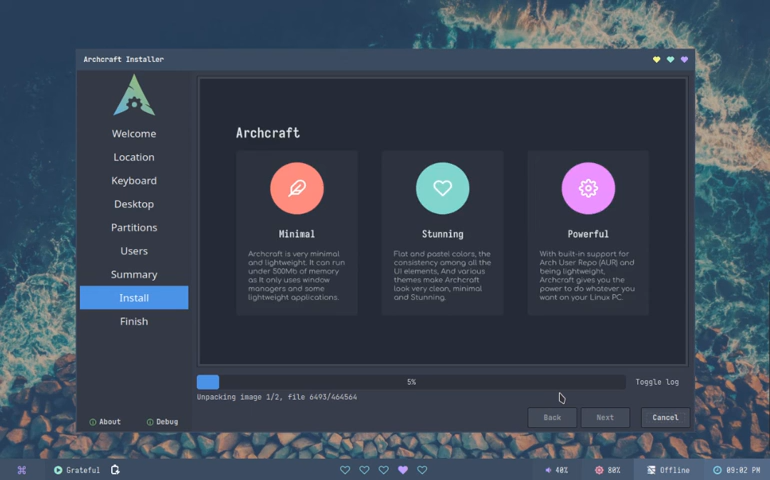 Archcraft Installer
Welcome
Location
Keyboard
Desktop
Partitions
Users
Summary
Install
Finish
About
Debug
Archcraft
Minimal
Archcraft is very minimal
and lightweight. It can run
under 500Mb of memory
as It only uses window
managers and some
lightweight applications.
Stunning
Flat and pastel colors, the
consistency among all the
UI elements, And various
themes make Archcraft
look very clean, minimal
and Stunning.
Powerful
With built-in support for
Arch User Repo (AUR) and
being lightweight,
Archcraft gives you the
power to do whatever you
want on your Linux PC.
5%
Toggle log
Unpacking image 1/2, file 6493/464564
Back
Next
Cancel
Grateful
40%
80%
Offline
09:02 PM